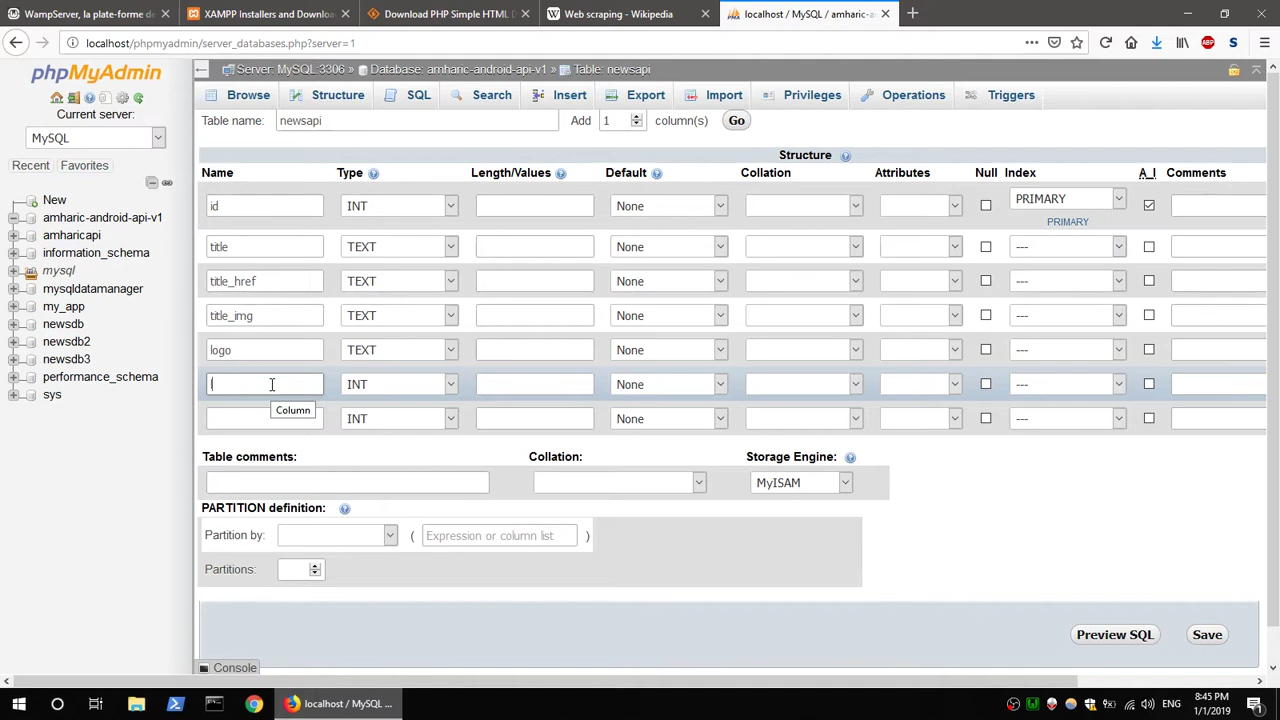 WampServer, la plate-forme de
XAMPP Installers and Downloa
Download PHP Simple HTML D
Web scraping - Wikipedia
localhost / MySQL / amharic-a
localhost/phpmyadmin/server_databases.php?server=1
ABP
S
phpMyAdmin
Current server:
MySQL
Recent
Favorites
New
amharic-android-api-v1
amharicapi
information_schema
mysql
mysqldatamanager
my_app
newsdb
newsdb2
newsdb3
performance_schema
sys
Server: MySQL:3306 » Database: amharic-android-api-v1 » Table: newsapi
Browse Structure SQL Search Insert Export Import Privileges Operations Triggers
Table name: newsapi Add 1 column(s) Go
Structure
Name Type Length/Values Default Collation Attributes Null Index A_I Comments
id INT None PRIMARY
PRIMARY
title TEXT None ---
title_href TEXT None ---
title_img TEXT None ---
logo TEXT None ---
INT None ---
Column
INT None ---
Table comments: Collation: Storage Engine:
MyISAM
PARTITION definition:
Partition by: ( Expression or column list )
Partitions:
Preview SQL Save
Console
localhost / MySQL ...
ENG
8:45 PM
1/1/2019